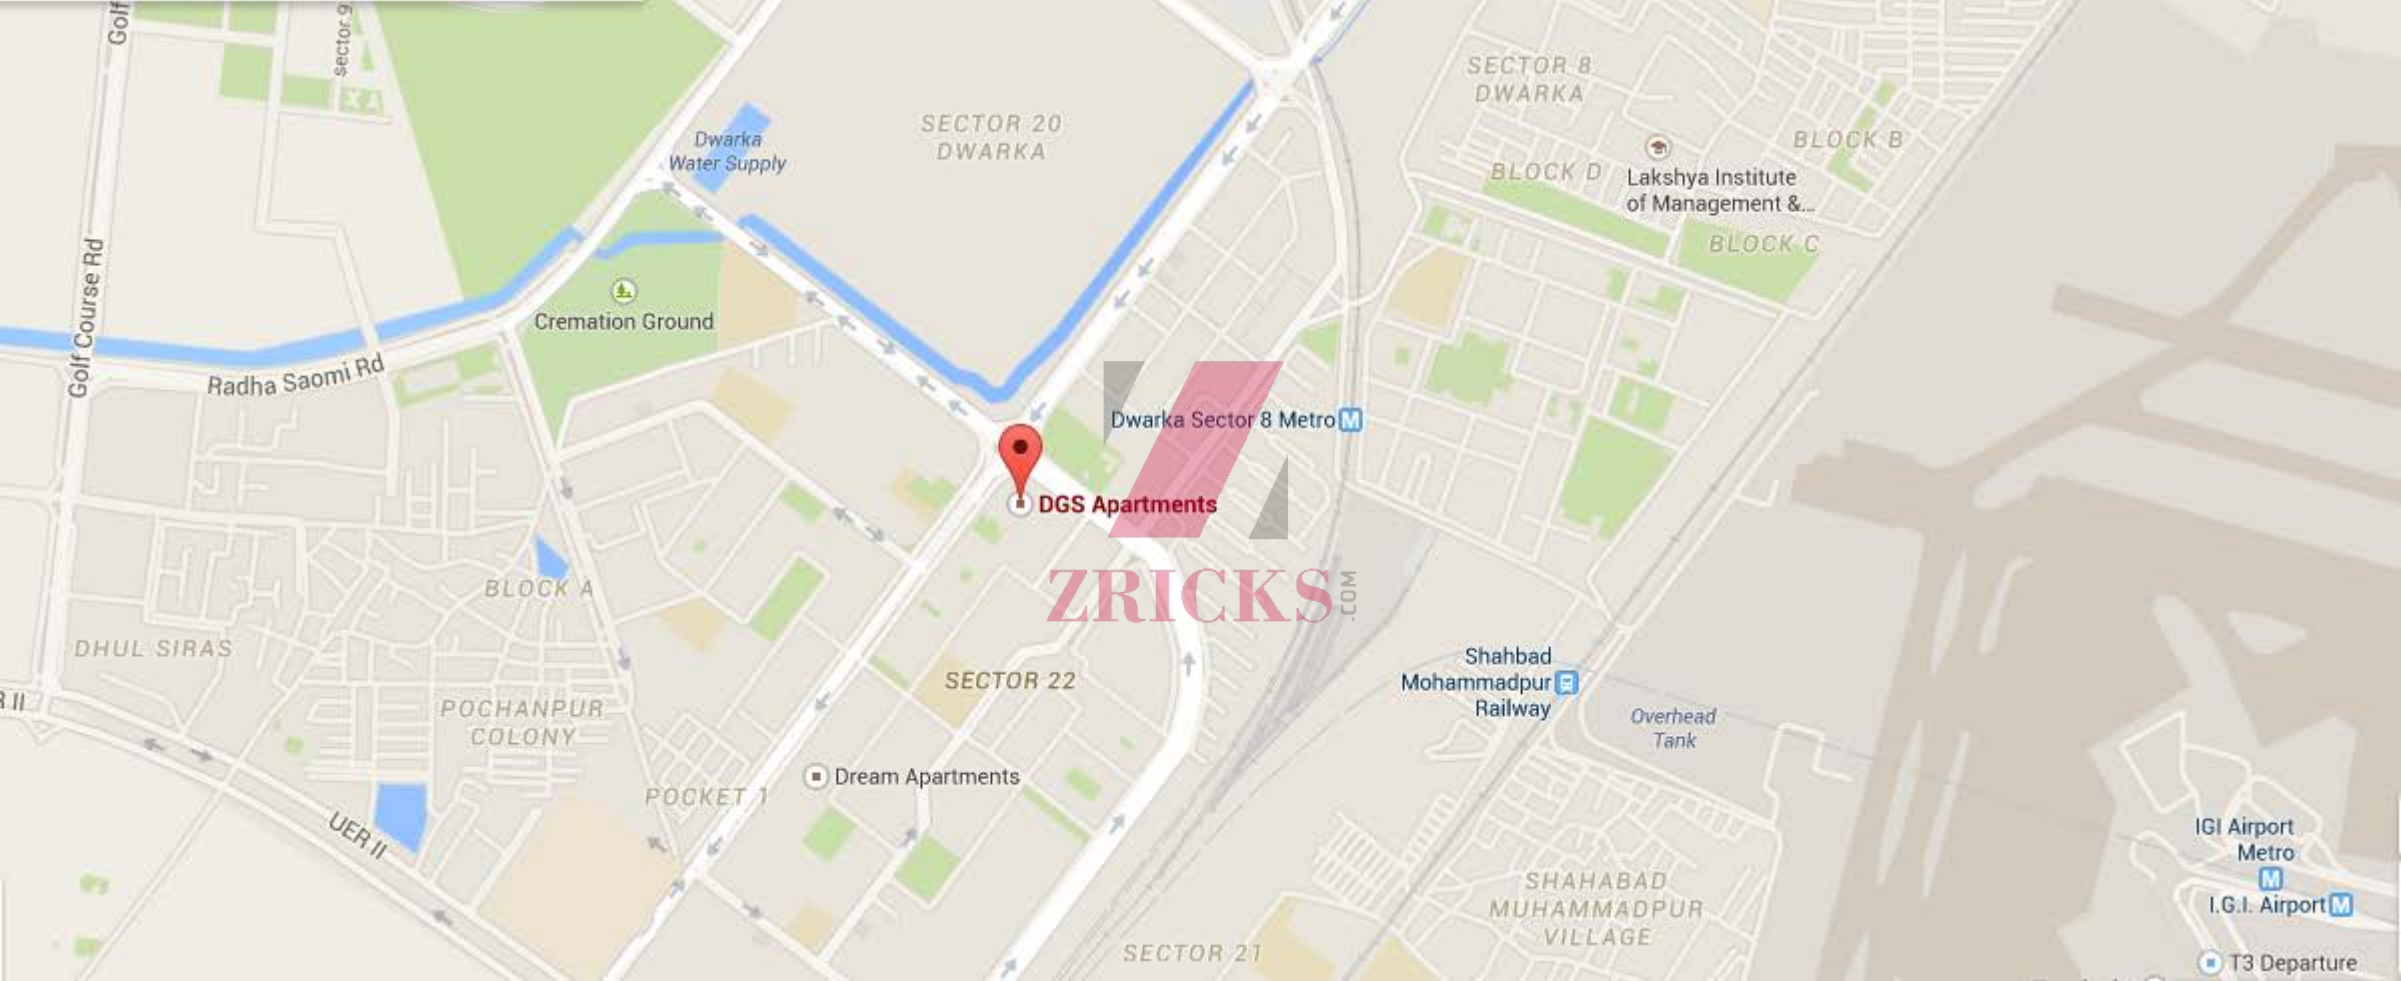 Golf
sector 9
SECTOR 8
DWARKA
SECTOR 20
DWARKA
Dwarka
Water Supply
BLOCK B
BLOCK D
Lakshya Institute
of Management &...
BLOCK C
Golf Course Rd
Cremation Ground
Radha Saomi Rd
Dwarka Sector 8 Metro
M
DGS Apartments
ZRICKS
.COM
BLOCK A
DHUL SIRAS
SECTOR 22
Shahbad
Mohammadpur
Railway
R II
POCHANPUR
COLONY
Overhead
Tank
Dream Apartments
POCKET 1
UER II
IGI Airport
Metro
M
SHAHABAD
MUHAMMADPUR
VILLAGE
I.G.I. Airport
M
SECTOR 21
T3 Departure